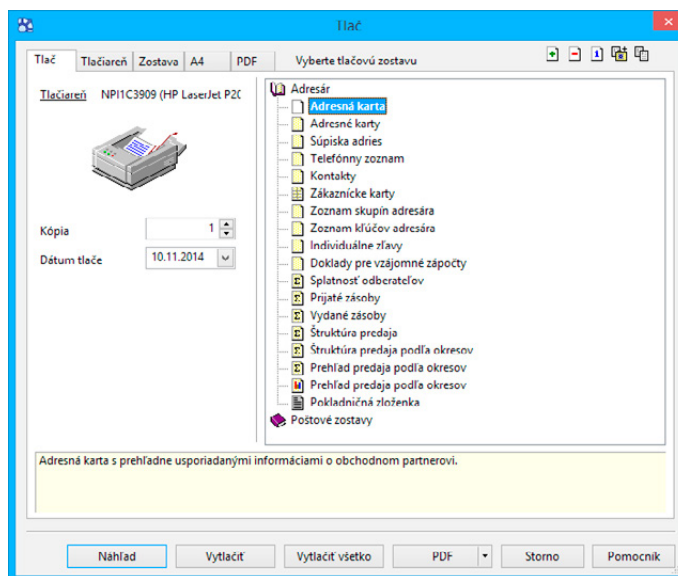 Tlač
Tlač Tlačiareň Zostava A4 PDF Vyberte tlačovú zostavu
Tlačiareň NPI1C3909 (HP LaserJet P20
Kópia 1
Dátum tlače 10.11.2014
Adresár
Adresná karta
Adresné karty
Súpiska adries
Telefónny zoznam
Kontakty
Zákaznícke karty
Zoznam skupín adresára
Zoznam kľúčov adresára
Individuálne zľavy
Doklady pre vzájomné zápočty
Splatnosť odberateľov
Prijaté zásoby
Vydané zásoby
Štruktúra predaja
Štruktúra predaja podľa okresov
Prehľad predaja podľa okresov
Prehľad predaja podľa okresov
Pokladničná zloženka
Poštové zostavy
Adresná karta s prehľadne usporiadanými informáciami o obchodnom partnerovi.
Náhľad Vytlačiť Vytlačiť všetko PDF Storno Pomocník